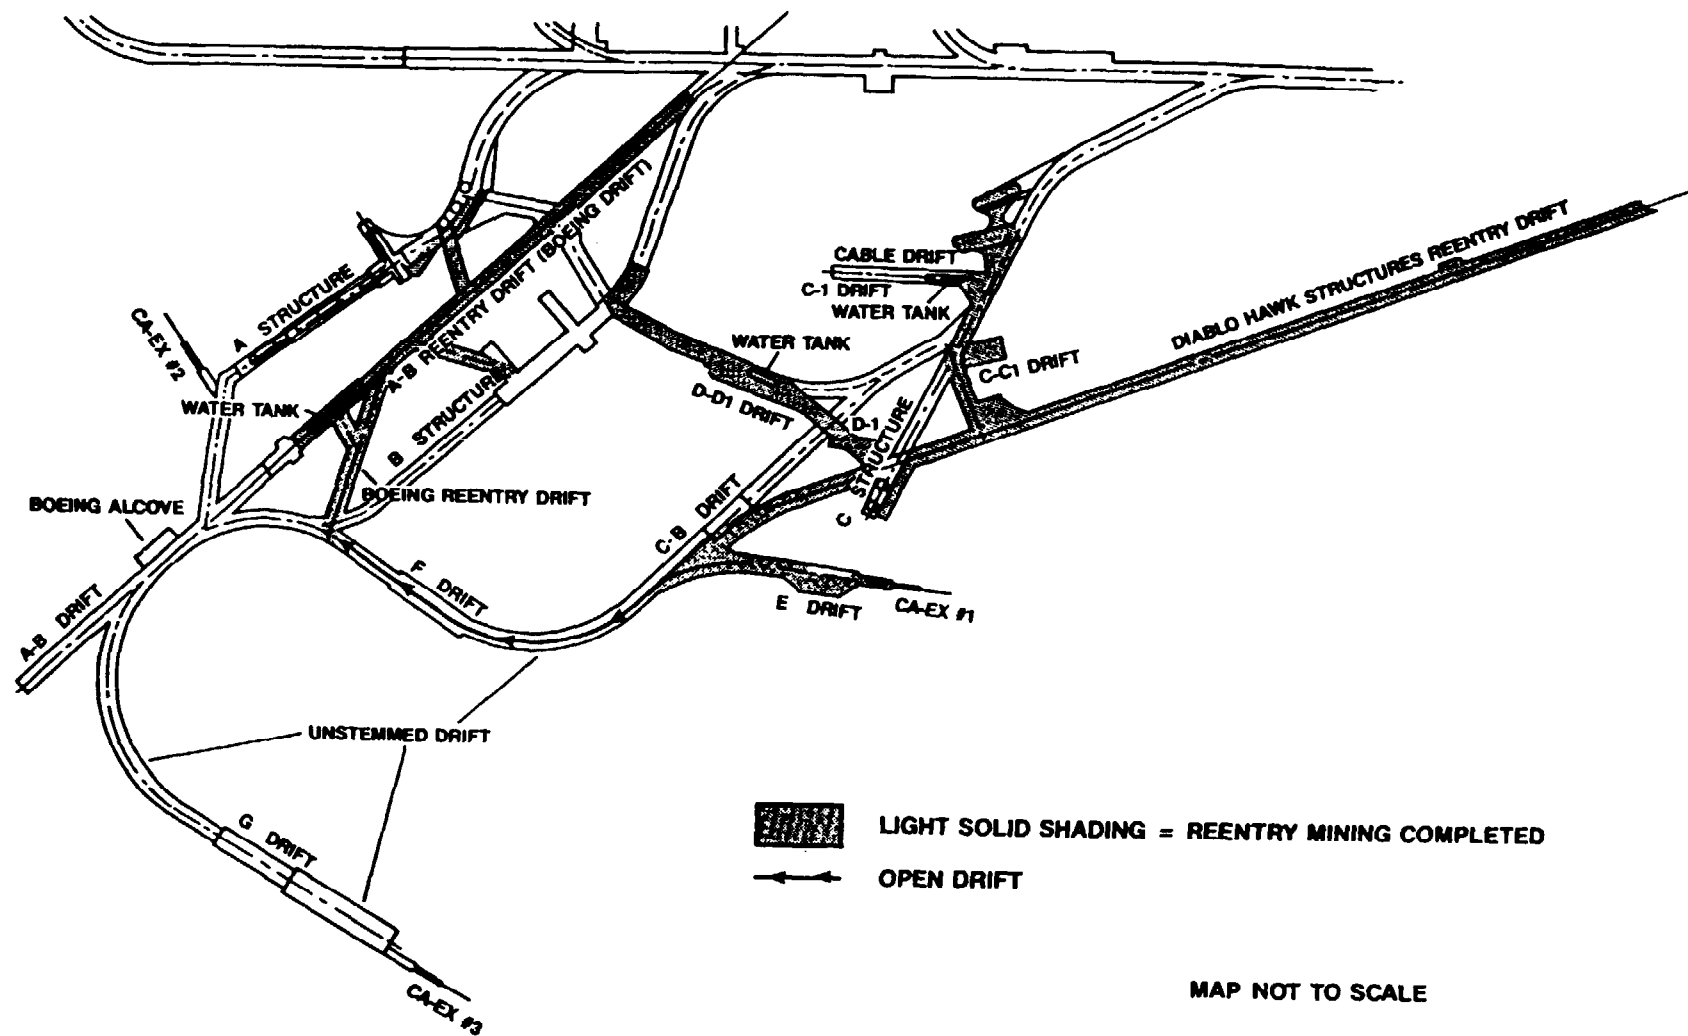 A-B REENTRY DRIFT (BOEING DRIFT)
A STRUCTURE
CA-EX #2
CABLE DRIFT
C-1 DRIFT
WATER TANK
DIABLO HAWK STRUCTURES REENTRY DRIFT
WATER TANK
C-C1 DRIFT
D-D1 DRIFT
D-1
C STRUCTURE
WATER TANK
B STRUCTURE
BOEING REENTRY DRIFT
BOEING ALCOVE
C-B DRIFT
F DRIFT
E DRIFT
CA-EX #1
A-B DRIFT
UNSTEMMED DRIFT
G DRIFT
CA-EX #3
LIGHT SOLID SHADING = REENTRY MINING COMPLETED
OPEN DRIFT
MAP NOT TO SCALE